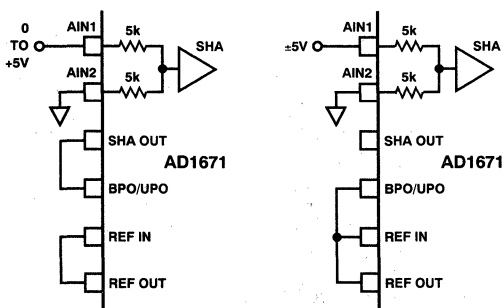 0
TO
+5V
AIN1
5k
SHA
AIN2
5k
SHA OUT
AD1671
BPO/UPO
REF IN
REF OUT
±5V
AIN1
5k
SHA
AIN2
5k
SHA OUT
AD1671
BPO/UPO
REF IN
REF OUT